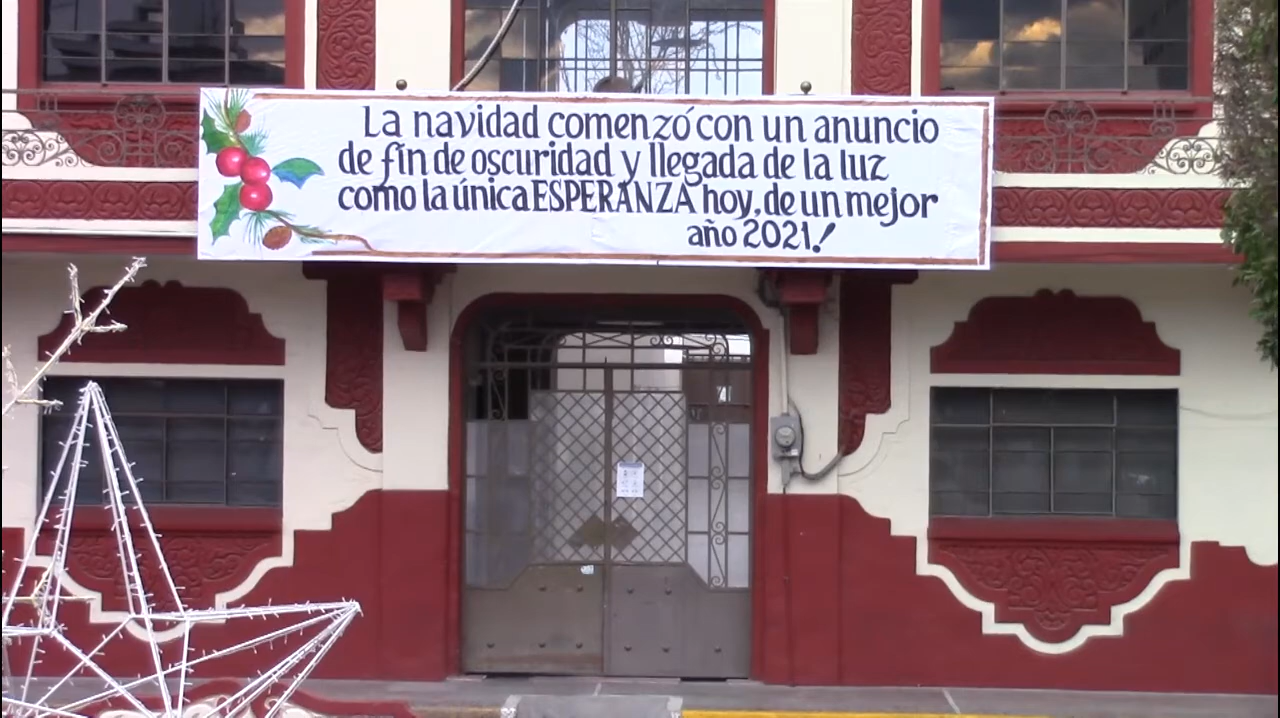 La navidad comenzó con un anuncio
de fin de oscuridad y llegada de la luz
como la única ESPERANZA hoy, de un mejor
año 2021!